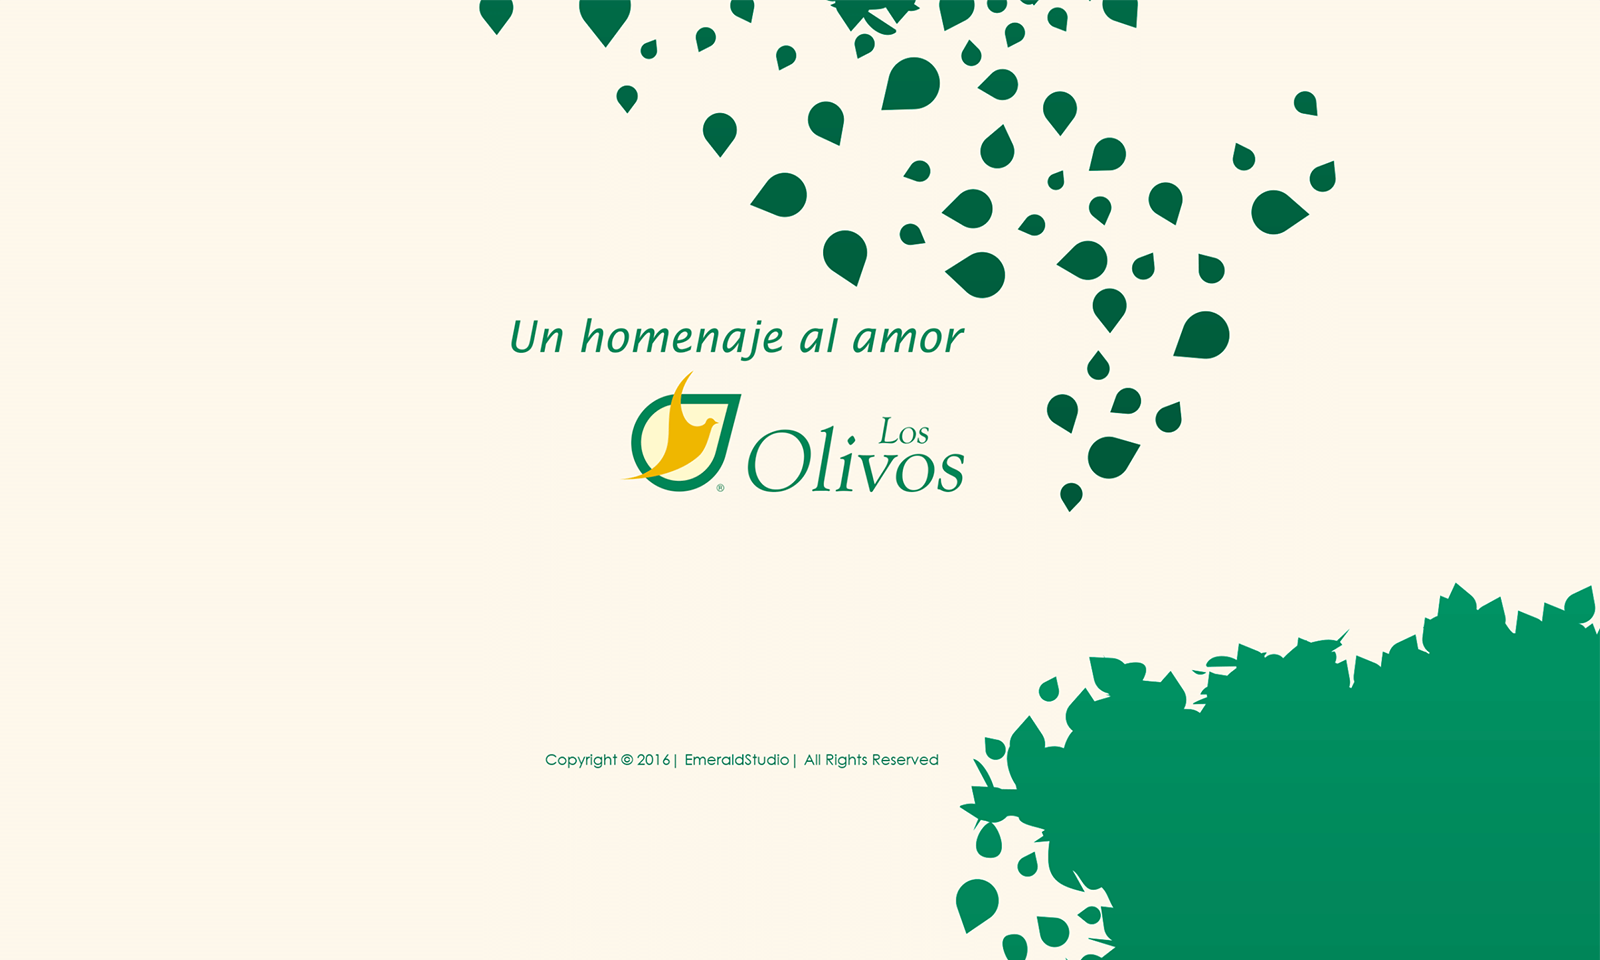 Un homenaje al amor
Los
Olivos
®
Copyright © 2016| EmeraldStudio| All Rights Reserved